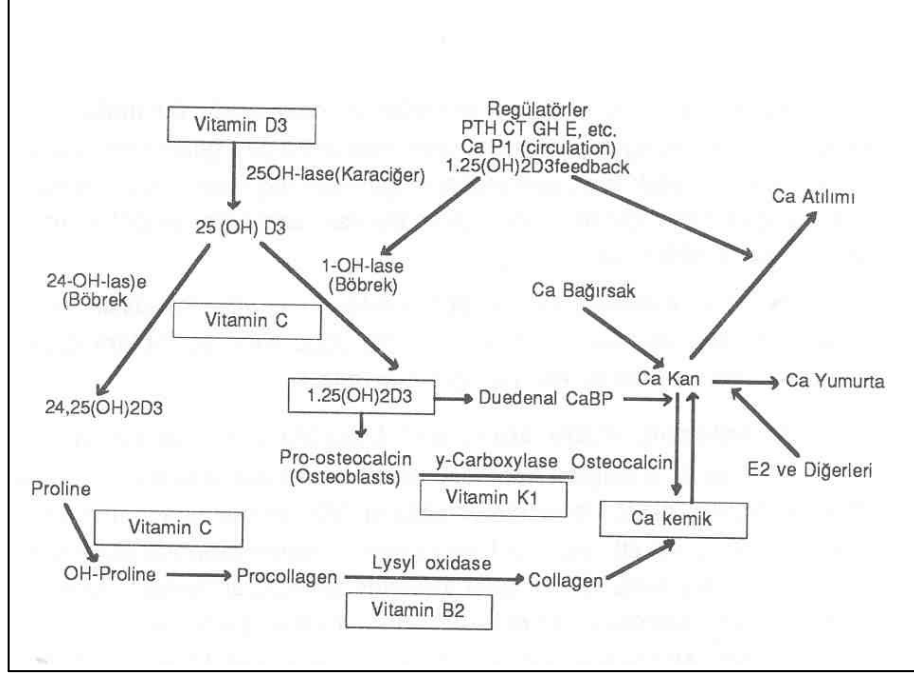 Regülatörler
PTH CT GH E, etc.
Ca P1 (circulation)
1.25(OH)2D3feedback
Vitamin D3
25OH-lase(Karaciğer)
Ca Atılımı
25 (OH) D3
1-OH-lase
(Böbrek)
24-OH-las)e
(Böbrek
Ca Bağırsak
Vitamin C
Ca Kan
Ca Yumurta
24,25(OH)2D3
1.25(OH)2D3
Duedenal CaBP
Pro-osteocalcin
(Osteoblasts)
y-Carboxylase
Osteocalcin
E2 ve Diğerleri
Vitamin K1
Proline
Vitamin C
Ca kemik
OH-Proline
Procollagen
Lysyl oxidase
Collagen
Vitamin B2